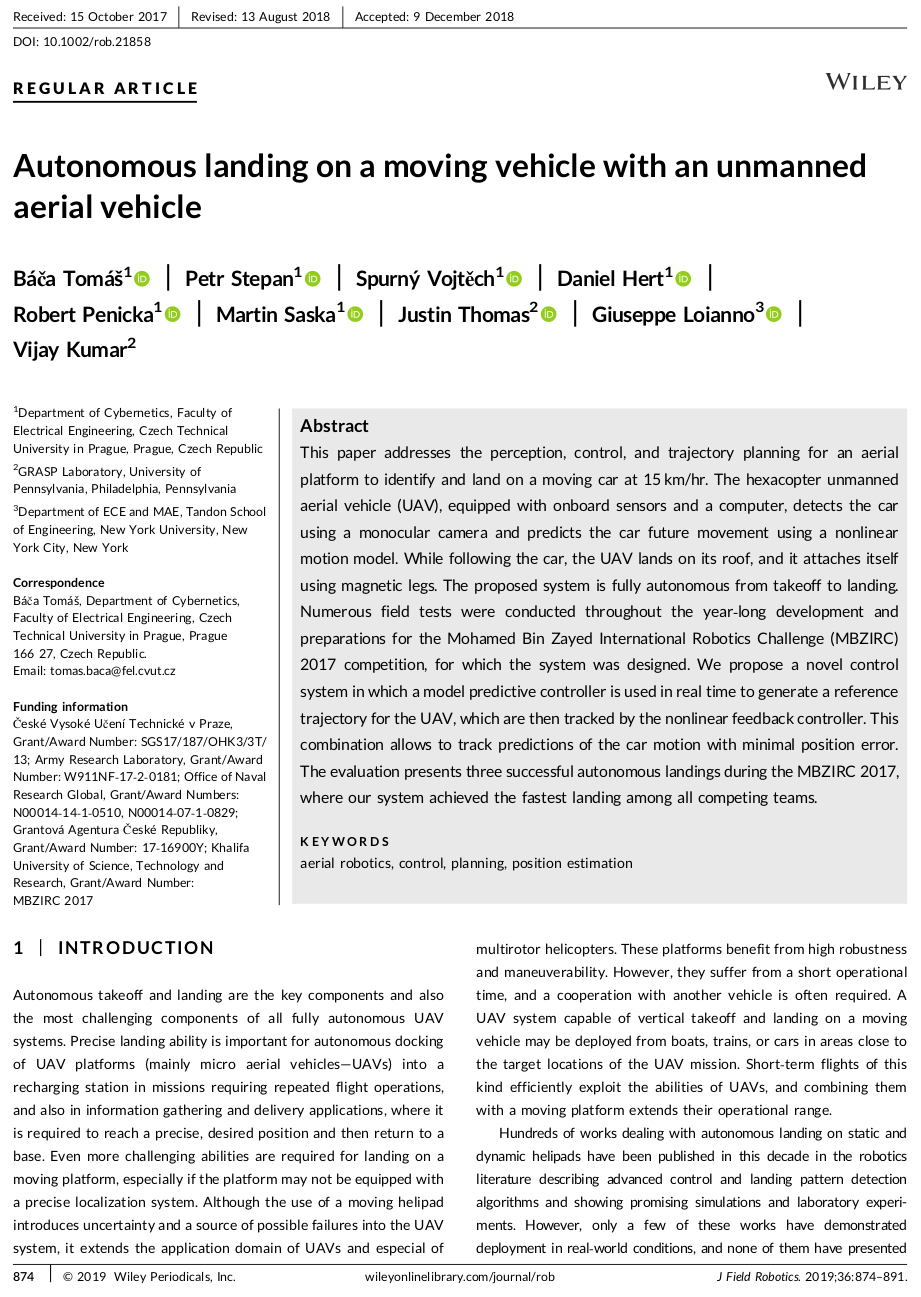 Received: 15 October 2017 | Revised: 13 August 2018 | Accepted: 9 December 2018
DOI: 10.1002/rob.21858
REGULAR ARTICLE
WILEY
Autonomous landing on a moving vehicle with an unmanned
aerial vehicle
Báča Tomáš1 | Petr Stepan1 | Spurný Vojtěch1 | Daniel Hert1 |
Robert Penicka1 | Martin Saska1 | Justin Thomas2 | Giuseppe Loianno3 |
Vijay Kumar2
1Department of Cybernetics, Faculty of
Electrical Engineering, Czech Technical
University in Prague, Prague, Czech Republic
2GRASP Laboratory, University of
Pennsylvania, Philadelphia, Pennsylvania
3Department of ECE and MAE, Tandon School
of Engineering, New York University, New
York City, New York
Correspondence
Báča Tomáš, Department of Cybernetics,
Faculty of Electrical Engineering, Czech
Technical University in Prague, Prague
166 27, Czech Republic.
Email: tomas.baca@fel.cvut.cz
Funding information
České Vysoké Učení Technické v Praze,
Grant/Award Number: SGS17/187/OHK3/3T/
13; Army Research Laboratory, Grant/Award
Number: W911NF-17-2-0181; Office of Naval
Research Global, Grant/Award Numbers:
N00014-14-1-0510, N00014-07-1-0829;
Grantová Agentura České Republiky,
Grant/Award Number: 17-16900Y; Khalifa
University of Science, Technology and
Research, Grant/Award Number:
MBZIRC 2017
Abstract
This paper addresses the perception, control, and trajectory planning for an aerial
platform to identify and land on a moving car at 15 km/hr. The hexacopter unmanned
aerial vehicle (UAV), equipped with onboard sensors and a computer, detects the car
using a monocular camera and predicts the car future movement using a nonlinear
motion model. While following the car, the UAV lands on its roof, and it attaches itself
using magnetic legs. The proposed system is fully autonomous from takeoff to landing.
Numerous field tests were conducted throughout the year-long development and
preparations for the Mohamed Bin Zayed International Robotics Challenge (MBZIRC)
2017 competition, for which the system was designed. We propose a novel control
system in which a model predictive controller is used in real time to generate a reference
trajectory for the UAV, which are then tracked by the nonlinear feedback controller. This
combination allows to track predictions of the car motion with minimal position error.
The evaluation presents three successful autonomous landings during the MBZIRC 2017,
where our system achieved the fastest landing among all competing teams.
KEYWORDS
aerial robotics, control, planning, position estimation
1 | INTRODUCTION
Autonomous takeoff and landing are the key components and also
the most challenging components of all fully autonomous UAV
systems. Precise landing ability is important for autonomous docking
of UAV platforms (mainly micro aerial vehicles—UAVs) into a
recharging station in missions requiring repeated flight operations,
and also in information gathering and delivery applications, where it
is required to reach a precise, desired position and then return to a
base. Even more challenging abilities are required for landing on a
moving platform, especially if the platform may not be equipped with
a precise localization system. Although the use of a moving helipad
introduces uncertainty and a source of possible failures into the UAV
system, it extends the application domain of UAVs and especial of
multirotor helicopters. These platforms benefit from high robustness
and maneuverability. However, they suffer from a short operational
time, and a cooperation with another vehicle is often required. A
UAV system capable of vertical takeoff and landing on a moving
vehicle may be deployed from boats, trains, or cars in areas close to
the target locations of the UAV mission. Short-term flights of this
kind efficiently exploit the abilities of UAVs, and combining them
with a moving platform extends their operational range.
Hundreds of works dealing with autonomous landing on static and
dynamic helipads have been published in this decade in the robotics
literature describing advanced control and landing pattern detection
algorithms and showing promising simulations and laboratory experi-
ments. However, only a few of these works have demonstrated
deployment in real-world conditions, and none of them have presented
874 | © 2019 Wiley Periodicals, Inc.
wileyonlinelibrary.com/journal/rob
J Field Robotics. 2019;36:874–891.